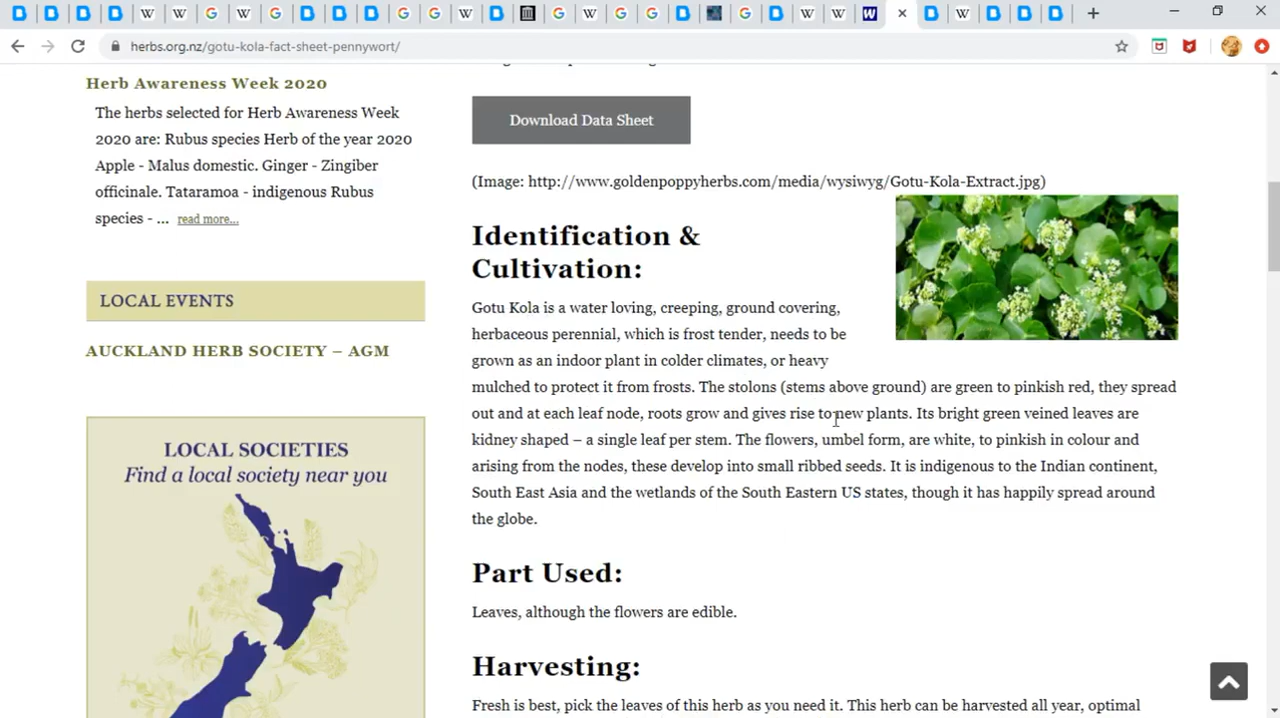 herbs.org.nz/gotu-kola-fact-sheet-pennywort/
Herb Awareness Week 2020
The herbs selected for Herb Awareness Week
2020 are: Rubus species Herb of the year 2020
Apple - Malus domestic. Ginger - Zingiber
officinale. Tataramoa - indigenous Rubus
species - ... read more...
LOCAL EVENTS
AUCKLAND HERB SOCIETY – AGM
LOCAL SOCIETIES
Find a local society near you
Download Data Sheet
(Image: http://www.goldenpoppyherbs.com/media/wysiwyg/Gotu-Kola-Extract.jpg)
Identification &
Cultivation:
Gotu Kola is a water loving, creeping, ground covering,
herbaceous perennial, which is frost tender, needs to be
grown as an indoor plant in colder climates, or heavy
mulched to protect it from frosts. The stolons (stems above ground) are green to pinkish red, they spread
out and at each leaf node, roots grow and gives rise to new plants. Its bright green veined leaves are
kidney shaped – a single leaf per stem. The flowers, umbel form, are white, to pinkish in colour and
arising from the nodes, these develop into small ribbed seeds. It is indigenous to the Indian continent,
South East Asia and the wetlands of the South Eastern US states, though it has happily spread around
the globe.
Part Used:
Leaves, although the flowers are edible.
Harvesting:
Fresh is best, pick the leaves of this herb as you need it. This herb can be harvested all year, optimal